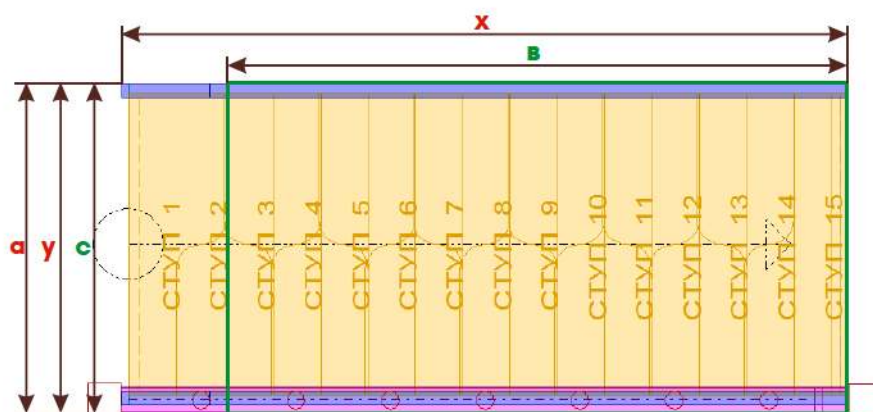 x
B
a
y
c
СТУП 1
СТУП 2
СТУП 3
СТУП 4
СТУП 5
СТУП 6
СТУП 7
СТУП 8
СТУП 9
СТУП 10
СТУП 11
СТУП 12
СТУП 13
СТУП 14
СТУП 15